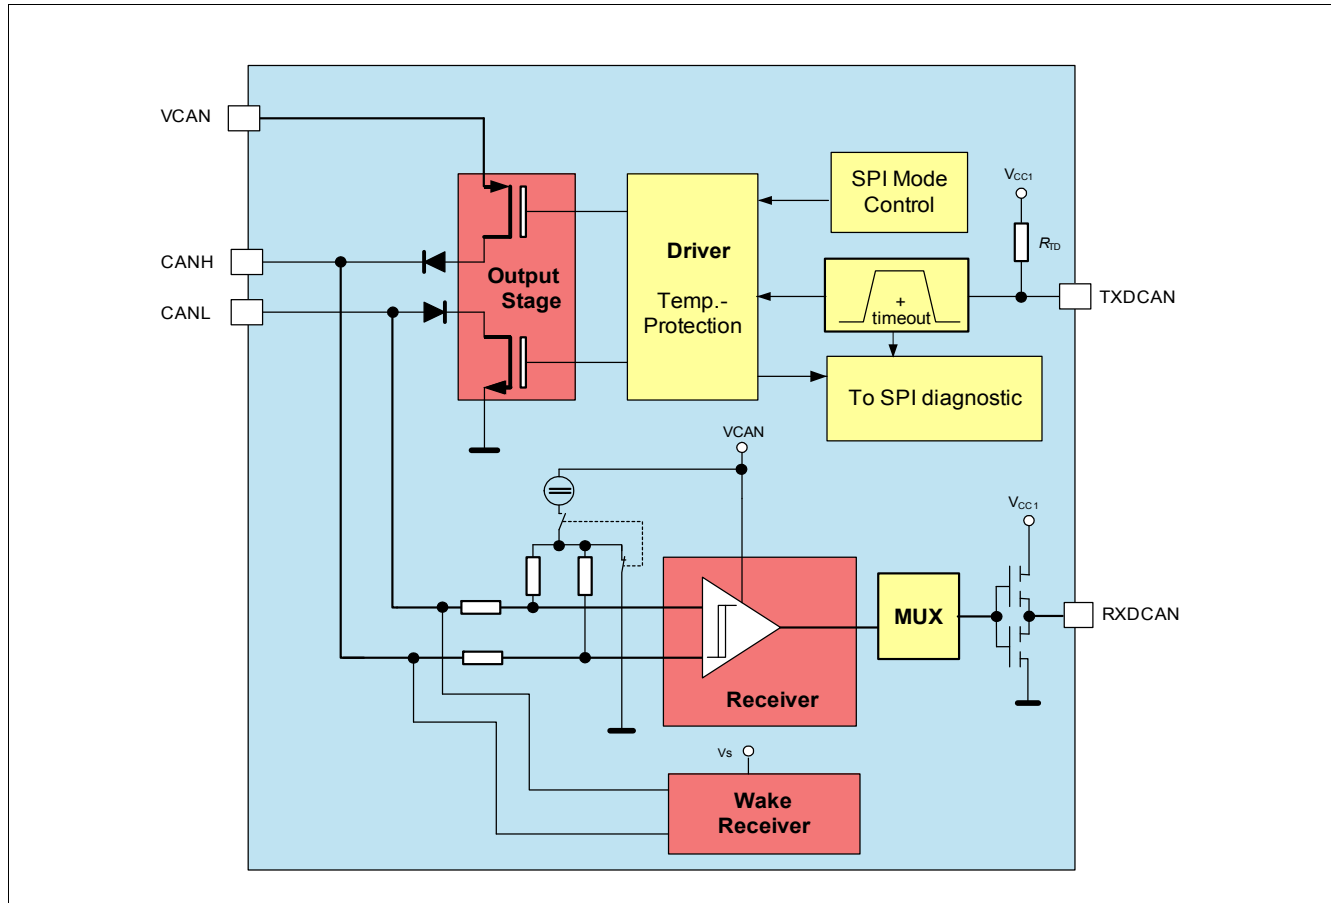 VCAN
CANH
CANL
Output
Stage
Driver
Temp.-
Protection
SPI Mode
Control
VCC1
RTD
+
timeout
TXDCAN
To SPI diagnostic
VCAN
VCC1
MUX
RXDCAN
Receiver
Vs
Wake
Receiver